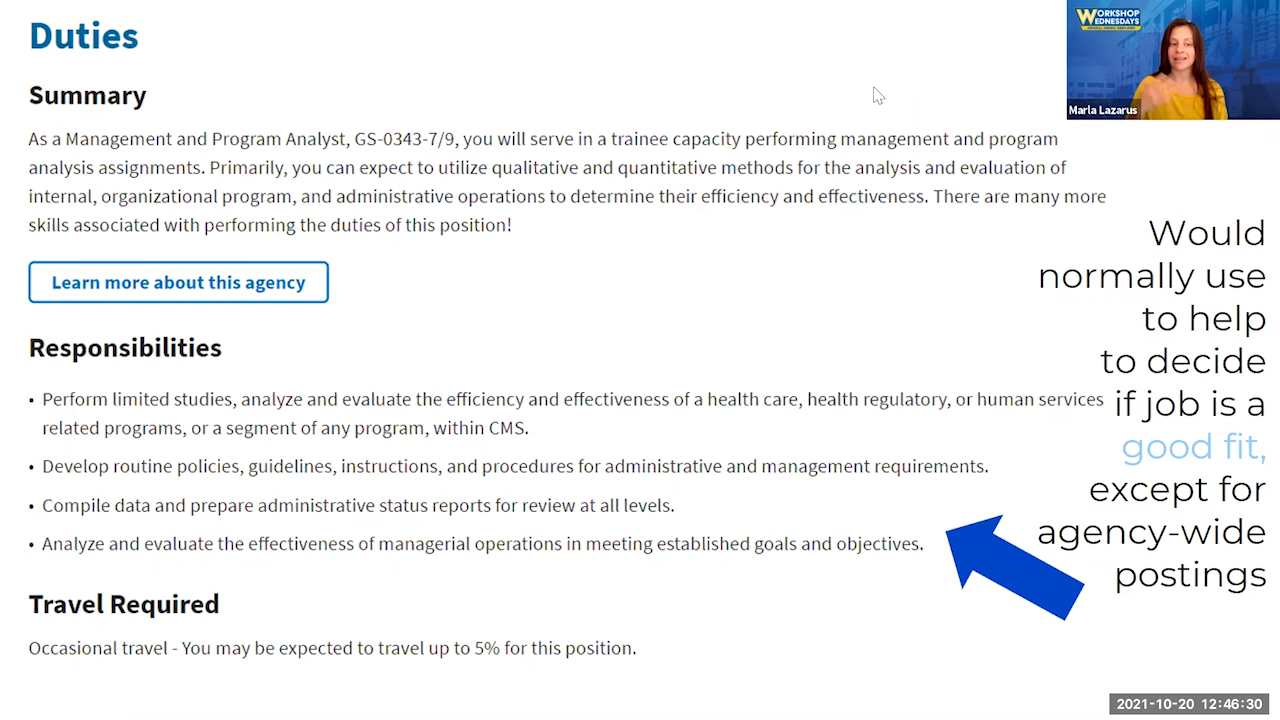 Duties
Summary
As a Management and Program Analyst, GS-0343-7/9, you will serve in a trainee capacity performing management and program
analysis assignments. Primarily, you can expect to utilize qualitative and quantitative methods for the analysis and evaluation of
internal, organizational program, and administrative operations to determine their efficiency and effectiveness. There are many more
skills associated with performing the duties of this position!
Learn more about this agency
Responsibilities
• Perform limited studies, analyze and evaluate the efficiency and effectiveness of a health care, health regulatory, or human services
related programs, or a segment of any program, within CMS.
• Develop routine policies, guidelines, instructions, and procedures for administrative and management requirements.
• Compile data and prepare administrative status reports for review at all levels.
• Analyze and evaluate the effectiveness of managerial operations in meeting established goals and objectives.
Travel Required
Occasional travel - You may be expected to travel up to 5% for this position.
WORKSHOP
WEDNESDAYS
Marla Lazarus
Would
normally use
to help
to decide
if job is a
good fit,
except for
agency-wide
postings
2021-10-20 12:46:30